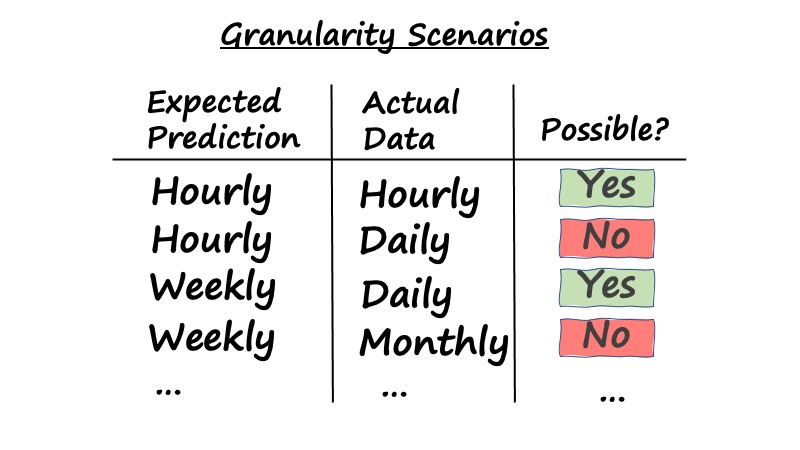 Granularity Scenarios
Expected Prediction Actual Data Possible?
Hourly Hourly Yes
Hourly Daily No
Weekly Daily Yes
Weekly Monthly No
... ... ...